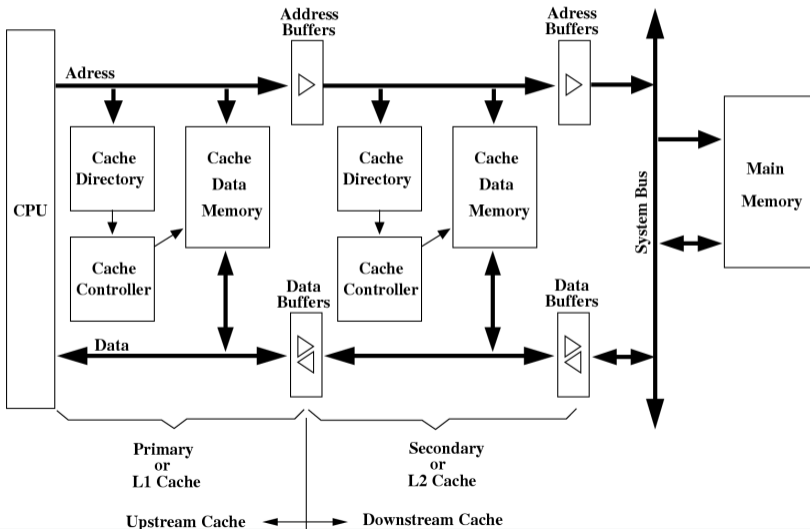 Address
Buffers
Adress
Buffers
Adress
Cache
Directory
Cache
Data
Memory
Cache
Directory
Cache
Data
Memory
Main
Memory
CPU
System Bus
Cache
Controller
Cache
Controller
Data
Buffers
Data
Buffers
Data
Primary
or
L1 Cache
Secondary
or
L2 Cache
Upstream Cache
Downstream Cache